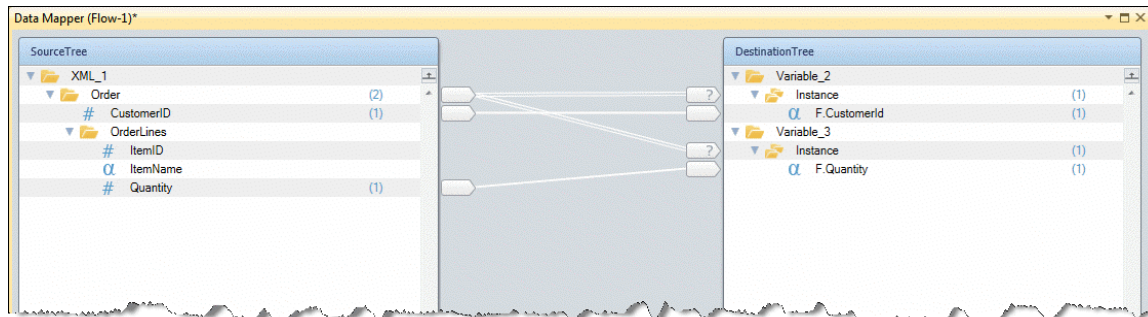 Data Mapper (Flow-1)*
SourceTree
XML_1
Order (2)
# CustomerID (1)
OrderLines
# ItemID
α ItemName
# Quantity (1)
?
?
DestinationTree
Variable_2
Instance (1)
α F.CustomerId (1)
Variable_3
Instance (1)
α F.Quantity (1)